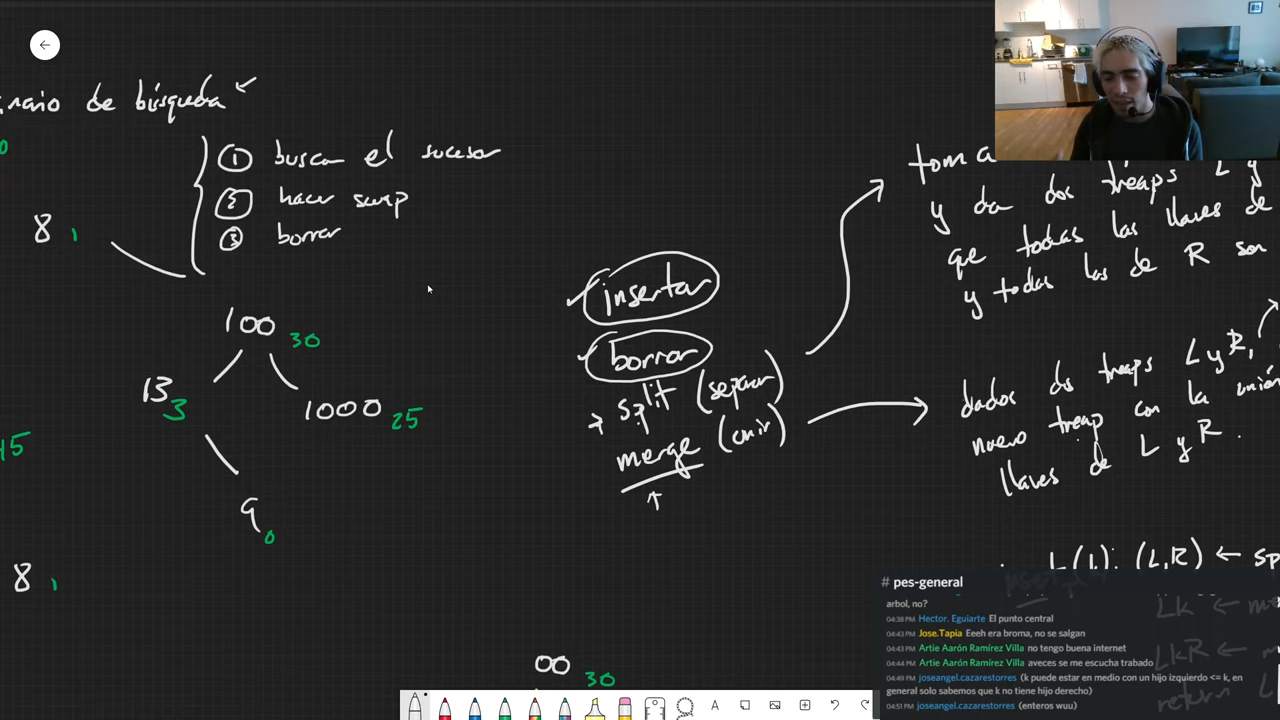 de búsqueda
① buscar el sucesor
② hacer swap
③ borrar
8 1
100 30
13 3
1000 25
9 0
45
8 1
00 30
insertar
borrar
split (separar)
merge (unir)
toma
y da dos treaps L y
que todas las llaves de
y todas las de R son
dados dos treaps L y R,
nuevo treap con la unión
llaves de L y R.
(k): (L,R) ←
Lk ←
LkR ←
return L
# pes-general
arbol, no?
04:38 PM Hector. Eguiarte El punto central
04:43 PM Jose.Tapia Eeeh era broma, no se salgan
04:43 PM Artie Aarón Ramírez Villa no tengo buena internet
04:44 PM Artie Aarón Ramírez Villa aveces se me escucha trabado
04:49 PM joseangel.cazarestorres (k puede estar en medio con un hijo izquierdo <= k, en
general solo sabemos que k no tiene hijo derecho)
04:51 PM joseangel.cazarestorres (enteros wuu)